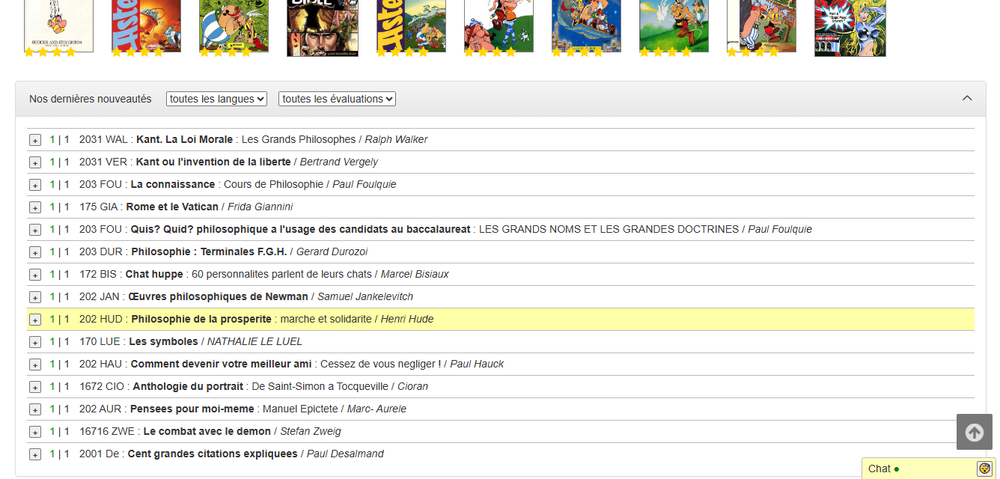 HODDER AND STOUGHTON
Nos dernières nouveautés toutes les langues toutes les évaluations
+ 1 | 1 2031 WAL : Kant. La Loi Morale : Les Grands Philosophes / Ralph Walker
+ 1 | 1 2031 VER : Kant ou l'invention de la liberte / Bertrand Vergely
+ 1 | 1 203 FOU : La connaissance : Cours de Philosophie / Paul Foulquie
+ 1 | 1 175 GIA : Rome et le Vatican / Frida Giannini
+ 1 | 1 203 FOU : Quis? Quid? philosophique a l'usage des candidats au baccalaureat : LES GRANDS NOMS ET LES GRANDES DOCTRINES / Paul Foulquie
+ 1 | 1 203 DUR : Philosophie : Terminales F.G.H. / Gerard Durozoi
+ 1 | 1 172 BIS : Chat huppe : 60 personnalites parlent de leurs chats / Marcel Bisiaux
+ 1 | 1 202 JAN : Œuvres philosophiques de Newman / Samuel Jankelevitch
+ 1 | 1 202 HUD : Philosophie de la prosperite : marche et solidarite / Henri Hude
+ 1 | 1 170 LUE : Les symboles / NATHALIE LE LUEL
+ 1 | 1 202 HAU : Comment devenir votre meilleur ami : Cessez de vous negliger ! / Paul Hauck
+ 1 | 1 1672 CIO : Anthologie du portrait : De Saint-Simon a Tocqueville / Cioran
+ 1 | 1 202 AUR : Pensees pour moi-meme : Manuel Epictete / Marc- Aurele
+ 1 | 1 16716 ZWE : Le combat avec le demon / Stefan Zweig
+ 1 | 1 2001 De : Cent grandes citations expliquees / Paul Desalmand
Chat